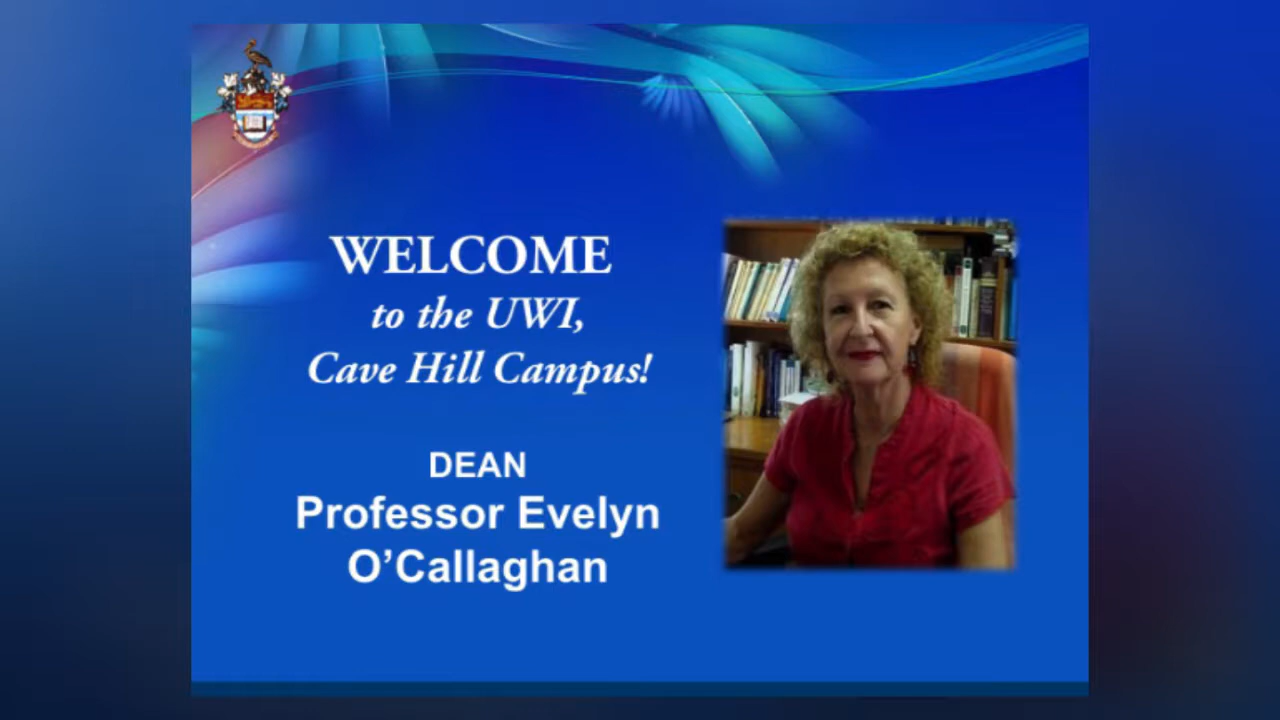 WELCOME
to the UWI,
Cave Hill Campus!
DEAN
Professor Evelyn
O’Callaghan